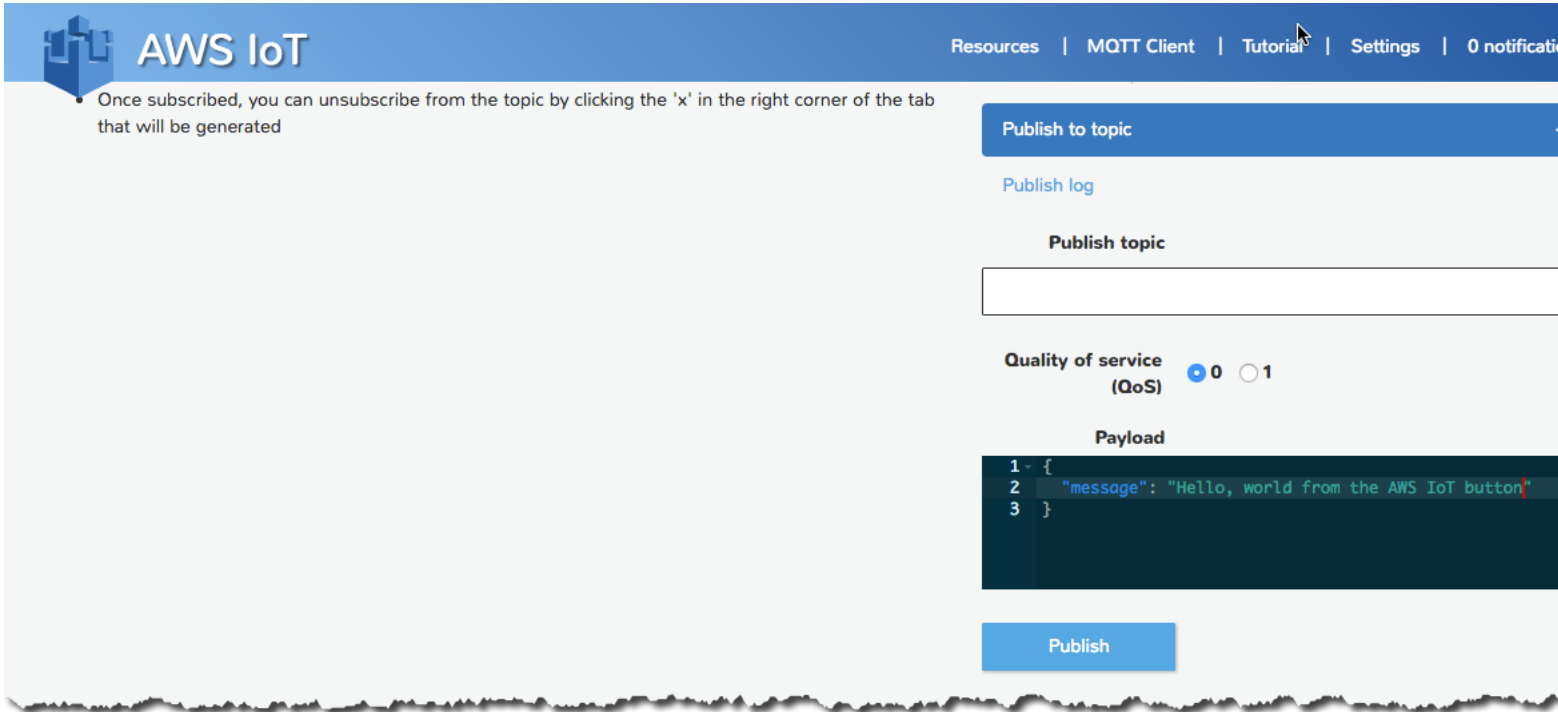 AWS IoT
Resources | MQTT Client | Tutorial | Settings | 0 notificati
• Once subscribed, you can unsubscribe from the topic by clicking the 'x' in the right corner of the tab
that will be generated
Publish to topic
Publish log
Publish topic
Quality of service
(QoS)
0 1
Payload
1 {
2 "message": "Hello, world from the AWS IoT button"
3 }
Publish